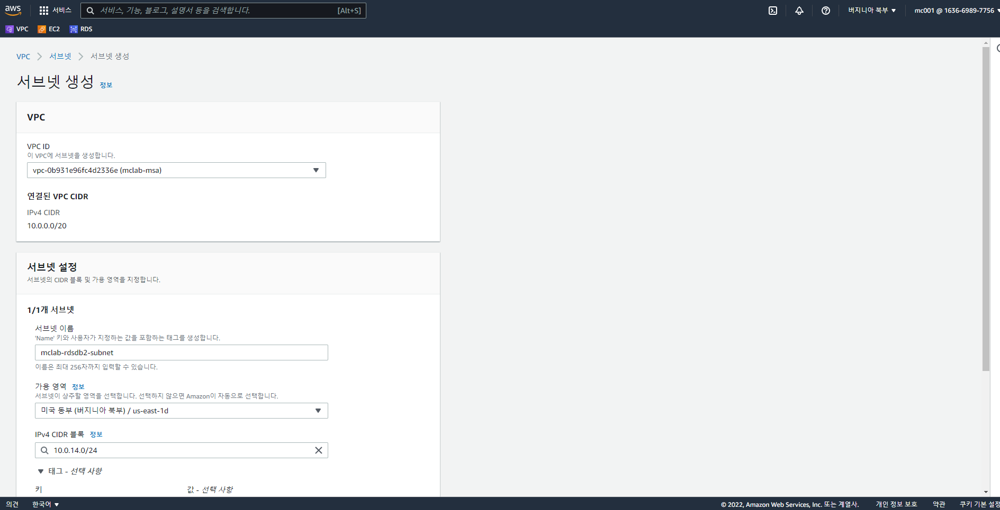 aws 서비스 서비스, 기능, 블로그, 설명서 등을 검색합니다. [Alt+S] 버지니아 북부 ▼ mc001 @ 1636-6989-7756
VPC EC2 RDS
VPC > 서브넷 > 서브넷 생성
서브넷 생성 정보
VPC
VPC ID
이 VPC에 서브넷을 생성합니다.
vpc-0b931e96fc4d2336e (mclab-msa)
연결된 VPC CIDR
IPv4 CIDR
10.0.0.0/20
서브넷 설정
서브넷의 CIDR 블록 및 가용 영역을 지정합니다.
1/1개 서브넷
서브넷 이름
'Name' 키와 사용자가 지정하는 값을 포함하는 태그를 생성합니다.
mclab-rdsdb2-subnet
이름은 최대 256자까지 입력할 수 있습니다.
가용 영역 정보
서브넷이 상주할 영역을 선택합니다. 선택하지 않으면 Amazon이 자동으로 선택합니다.
미국 동부 (버지니아 북부) / us-east-1d
IPv4 CIDR 블록 정보
10.0.14.0/24
▼ 태그 - 선택 사항
키 값 - 선택 사항
의견 한국어 ▼ © 2022, Amazon Web Services, Inc. 또는 계열사. 개인 정보 보호 약관 쿠키 기본 설정